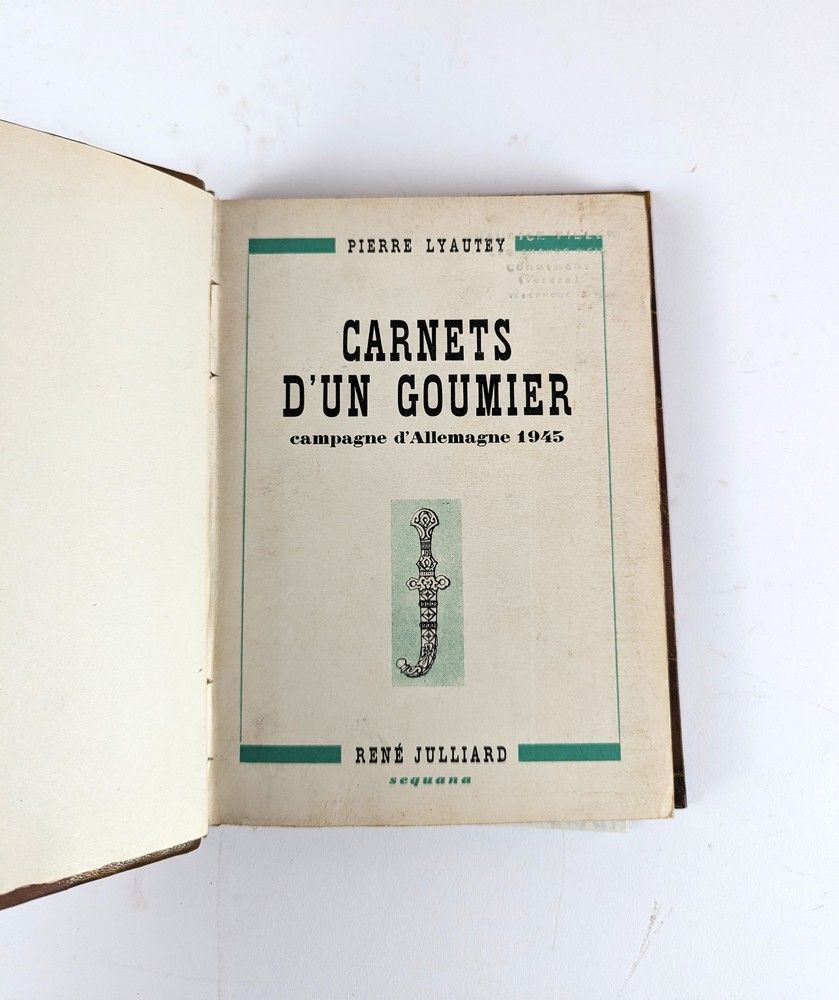 PIERRE LYAUTEY
CARNETS
D'UN GOUMIER
campagne d'Allemagne 1945
RENÉ JULLIARD
sequana